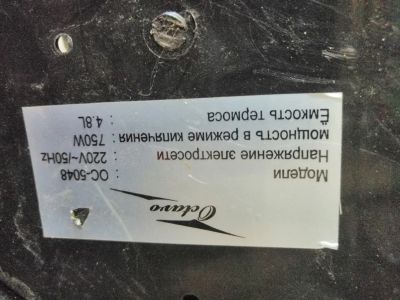 Octavo
Модели : OC-5048
Напряжение электросети : 220V~/50Hz
мощность в режиме кипячения : 750W
Ёмкость термоса : 4.8L